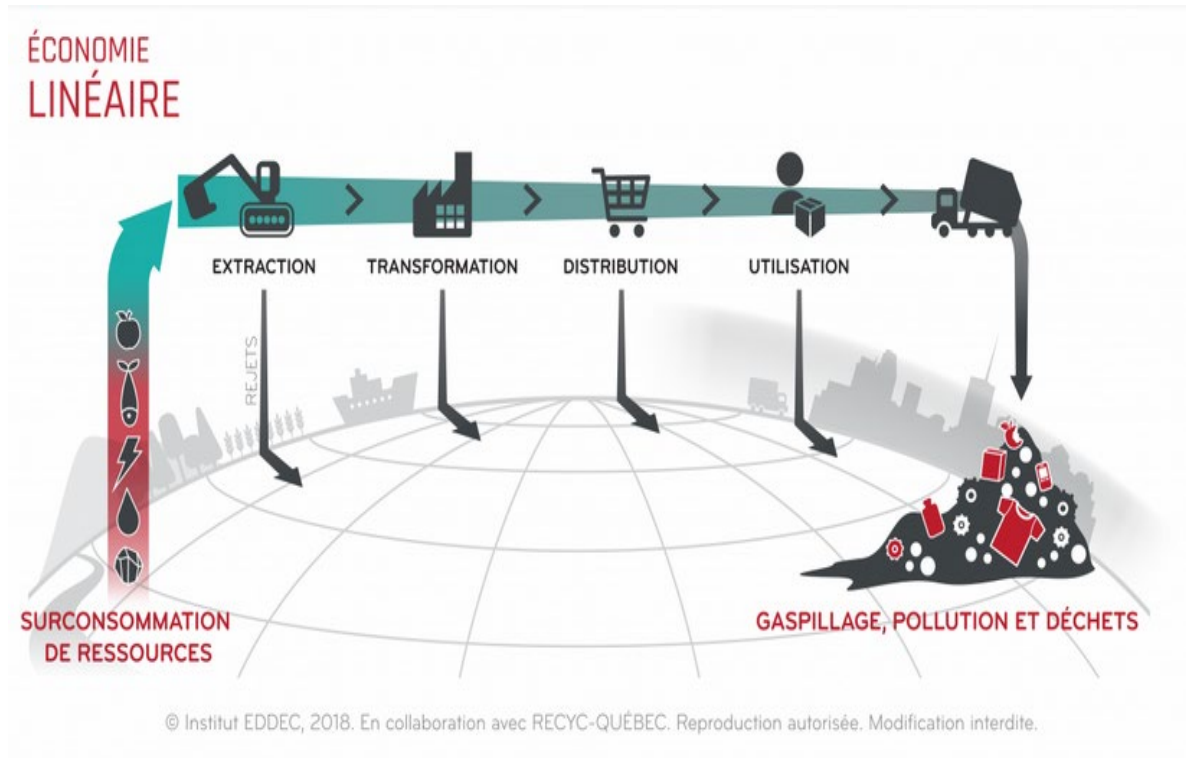 ÉCONOMIE
LINÉAIRE
EXTRACTION
TRANSFORMATION
DISTRIBUTION
UTILISATION
REJETS
SURCONSOMMATION
DE RESSOURCES
GASPILLAGE, POLLUTION ET DÉCHETS
© Institut EDDEC, 2018. En collaboration avec RECYC-QUÉBEC. Reproduction autorisée. Modification interdite.